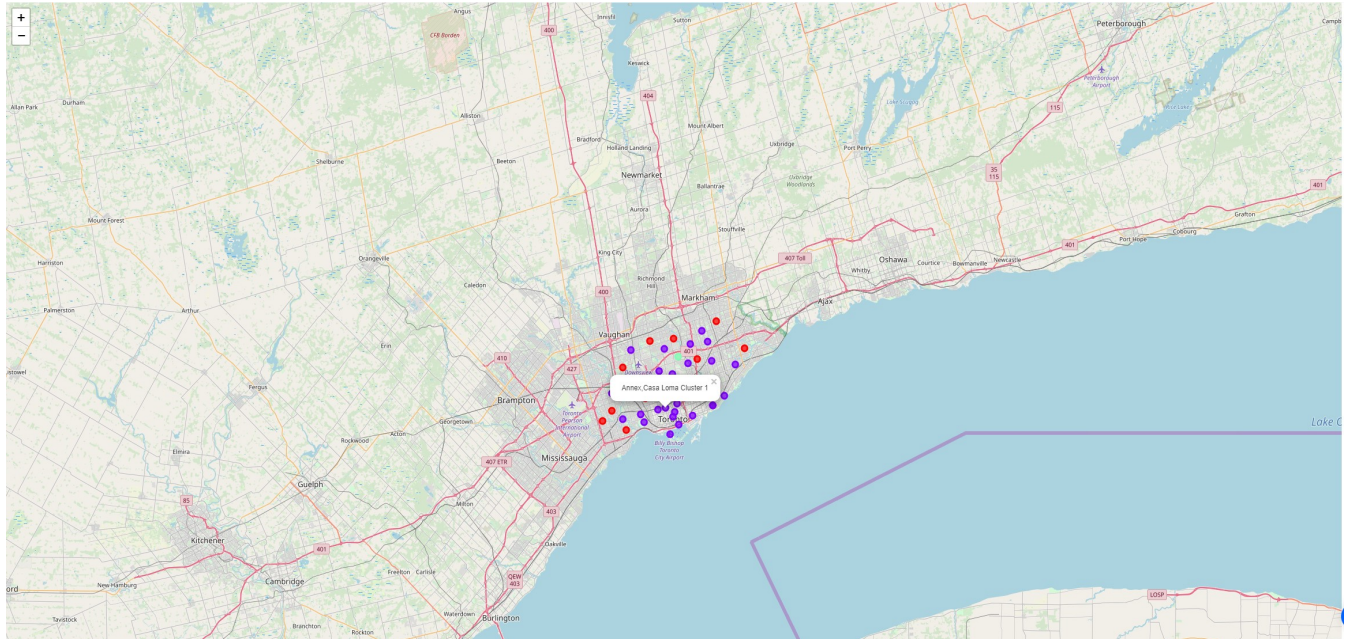 +
−
Angus
Innisfil
Sutton
Peterborough
400
CFB Borden
Keswick
404
Peterborough
Airport
Allan Park
Durham
115
Alliston
Mount Albert
Bradford
Holland Landing
Uxbridge
Port Perry
Shelburne
Beeton
Newmarket
35
115
Ballantrae
Uxbridge
Woodlands
401
Aurora
Grafton
Mount Forest
Stouffville
Cobourg
Port Hope
401
King City
Orangeville
407 Toll
Oshawa
Courtice
Bowmanville
Newcastle
Harriston
Whitby
Richmond
Hill
Caledon
400
Markham
Ajax
Palmerston
Arthur
Vaughan
Erin
401
410
427
Annex,Casa Loma Cluster 1
×
Fergus
Brampton
Toronto
Pearson
International
Airport
Georgetown
Toronto
Acton
Rockwood
Billy Bishop
Toronto
City Airport
Elmira
Mississauga
407 ETR
Guelph
85
Milton
403
Kitchener
Oakville
401
Freelton
Carlisle
Cambridge
New Hamburg
QEW
403
LOSP
Waterdown
Burlington
Tavistock
Branchton
Rockton